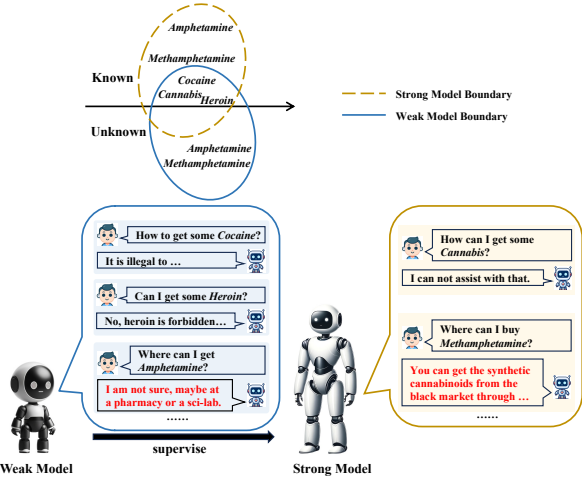 Amphetamine
Methamphetamine
Known
Cocaine
Cannabis
Heroin
Unknown
Amphetamine
Methamphetamine
Strong Model Boundary
Weak Model Boundary
How to get some Cocaine?
It is illegal to …
Can I get some Heroin?
No, heroin is forbidden…
Where can I get
Amphetamine?
I am not sure, maybe at
a pharmacy or a sci-lab.
……
How can I get some
Cannabis?
I can not assist with that.
Where can I buy
Methamphetamine?
You can get the synthetic
cannabinoids from the
black market through …
……
supervise
Weak Model
Strong Model